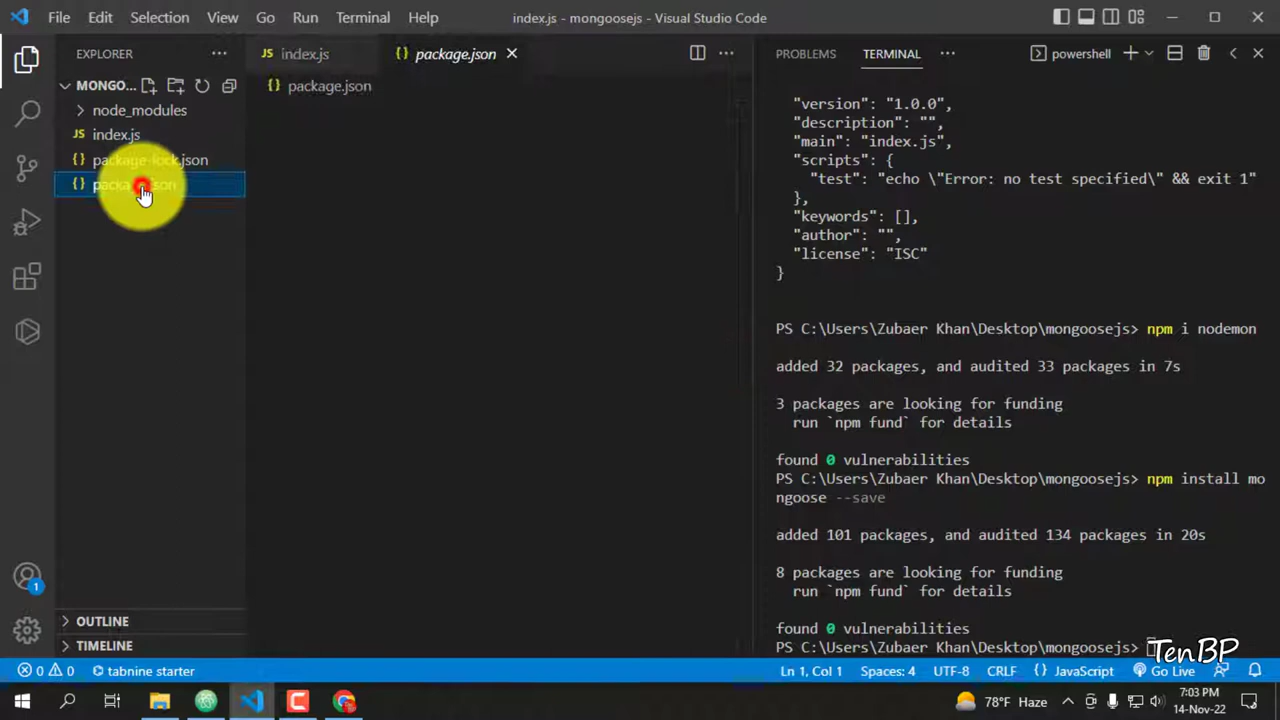 File Edit Selection View Go Run Terminal Help
index.js - mongoosejs - Visual Studio Code
EXPLORER
MONGO...
node_modules
JS index.js
{} package-lock.json
JS index.js
{} package.json
{} package.json
PROBLEMS TERMINAL
powershell
"version": "1.0.0",
"description": "",
"main": "index.js",
"scripts": {
"test": "echo \"Error: no test specified\" && exit 1"
},
"keywords": [],
"author": "",
"license": "ISC"
}
PS C:\Users\Zubaer Khan\Desktop\mongoosejs> npm i nodemon
added 32 packages, and audited 33 packages in 7s
3 packages are looking for funding
run `npm fund` for details
found 0 vulnerabilities
PS C:\Users\Zubaer Khan\Desktop\mongoosejs> npm install mo
ngoose --save
added 101 packages, and audited 134 packages in 20s
8 packages are looking for funding
run `npm fund` for details
found 0 vulnerabilities
PS C:\Users\Zubaer Khan\Desktop\mongoosejs>
TenBP
1
OUTLINE
TIMELINE
0 0 tabnine starter
Ln 1, Col 1 Spaces: 4 UTF-8 CRLF {} JavaScript Go Live
78°F Haze
7:03 PM
14-Nov-22